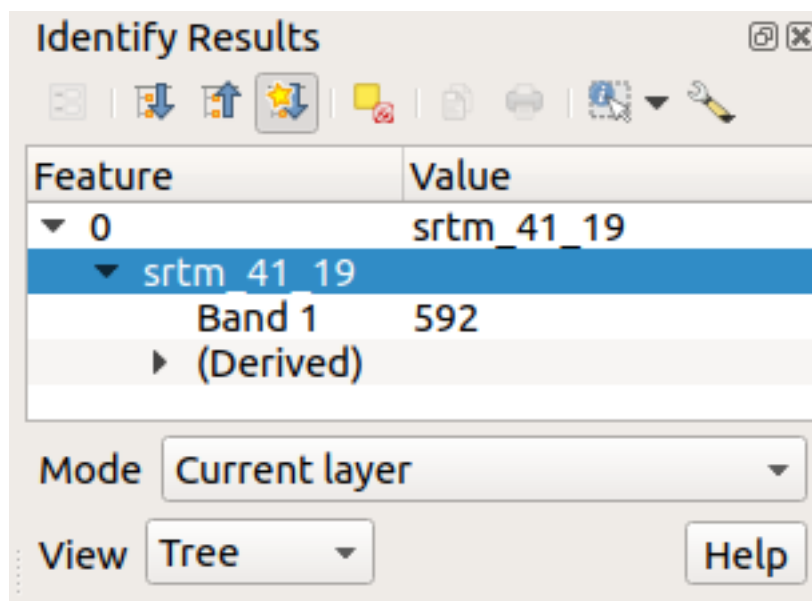 Identify Results
Feature Value
0 srtm_41_19
srtm_41_19
Band 1 592
(Derived)
Mode Current layer
View Tree Help